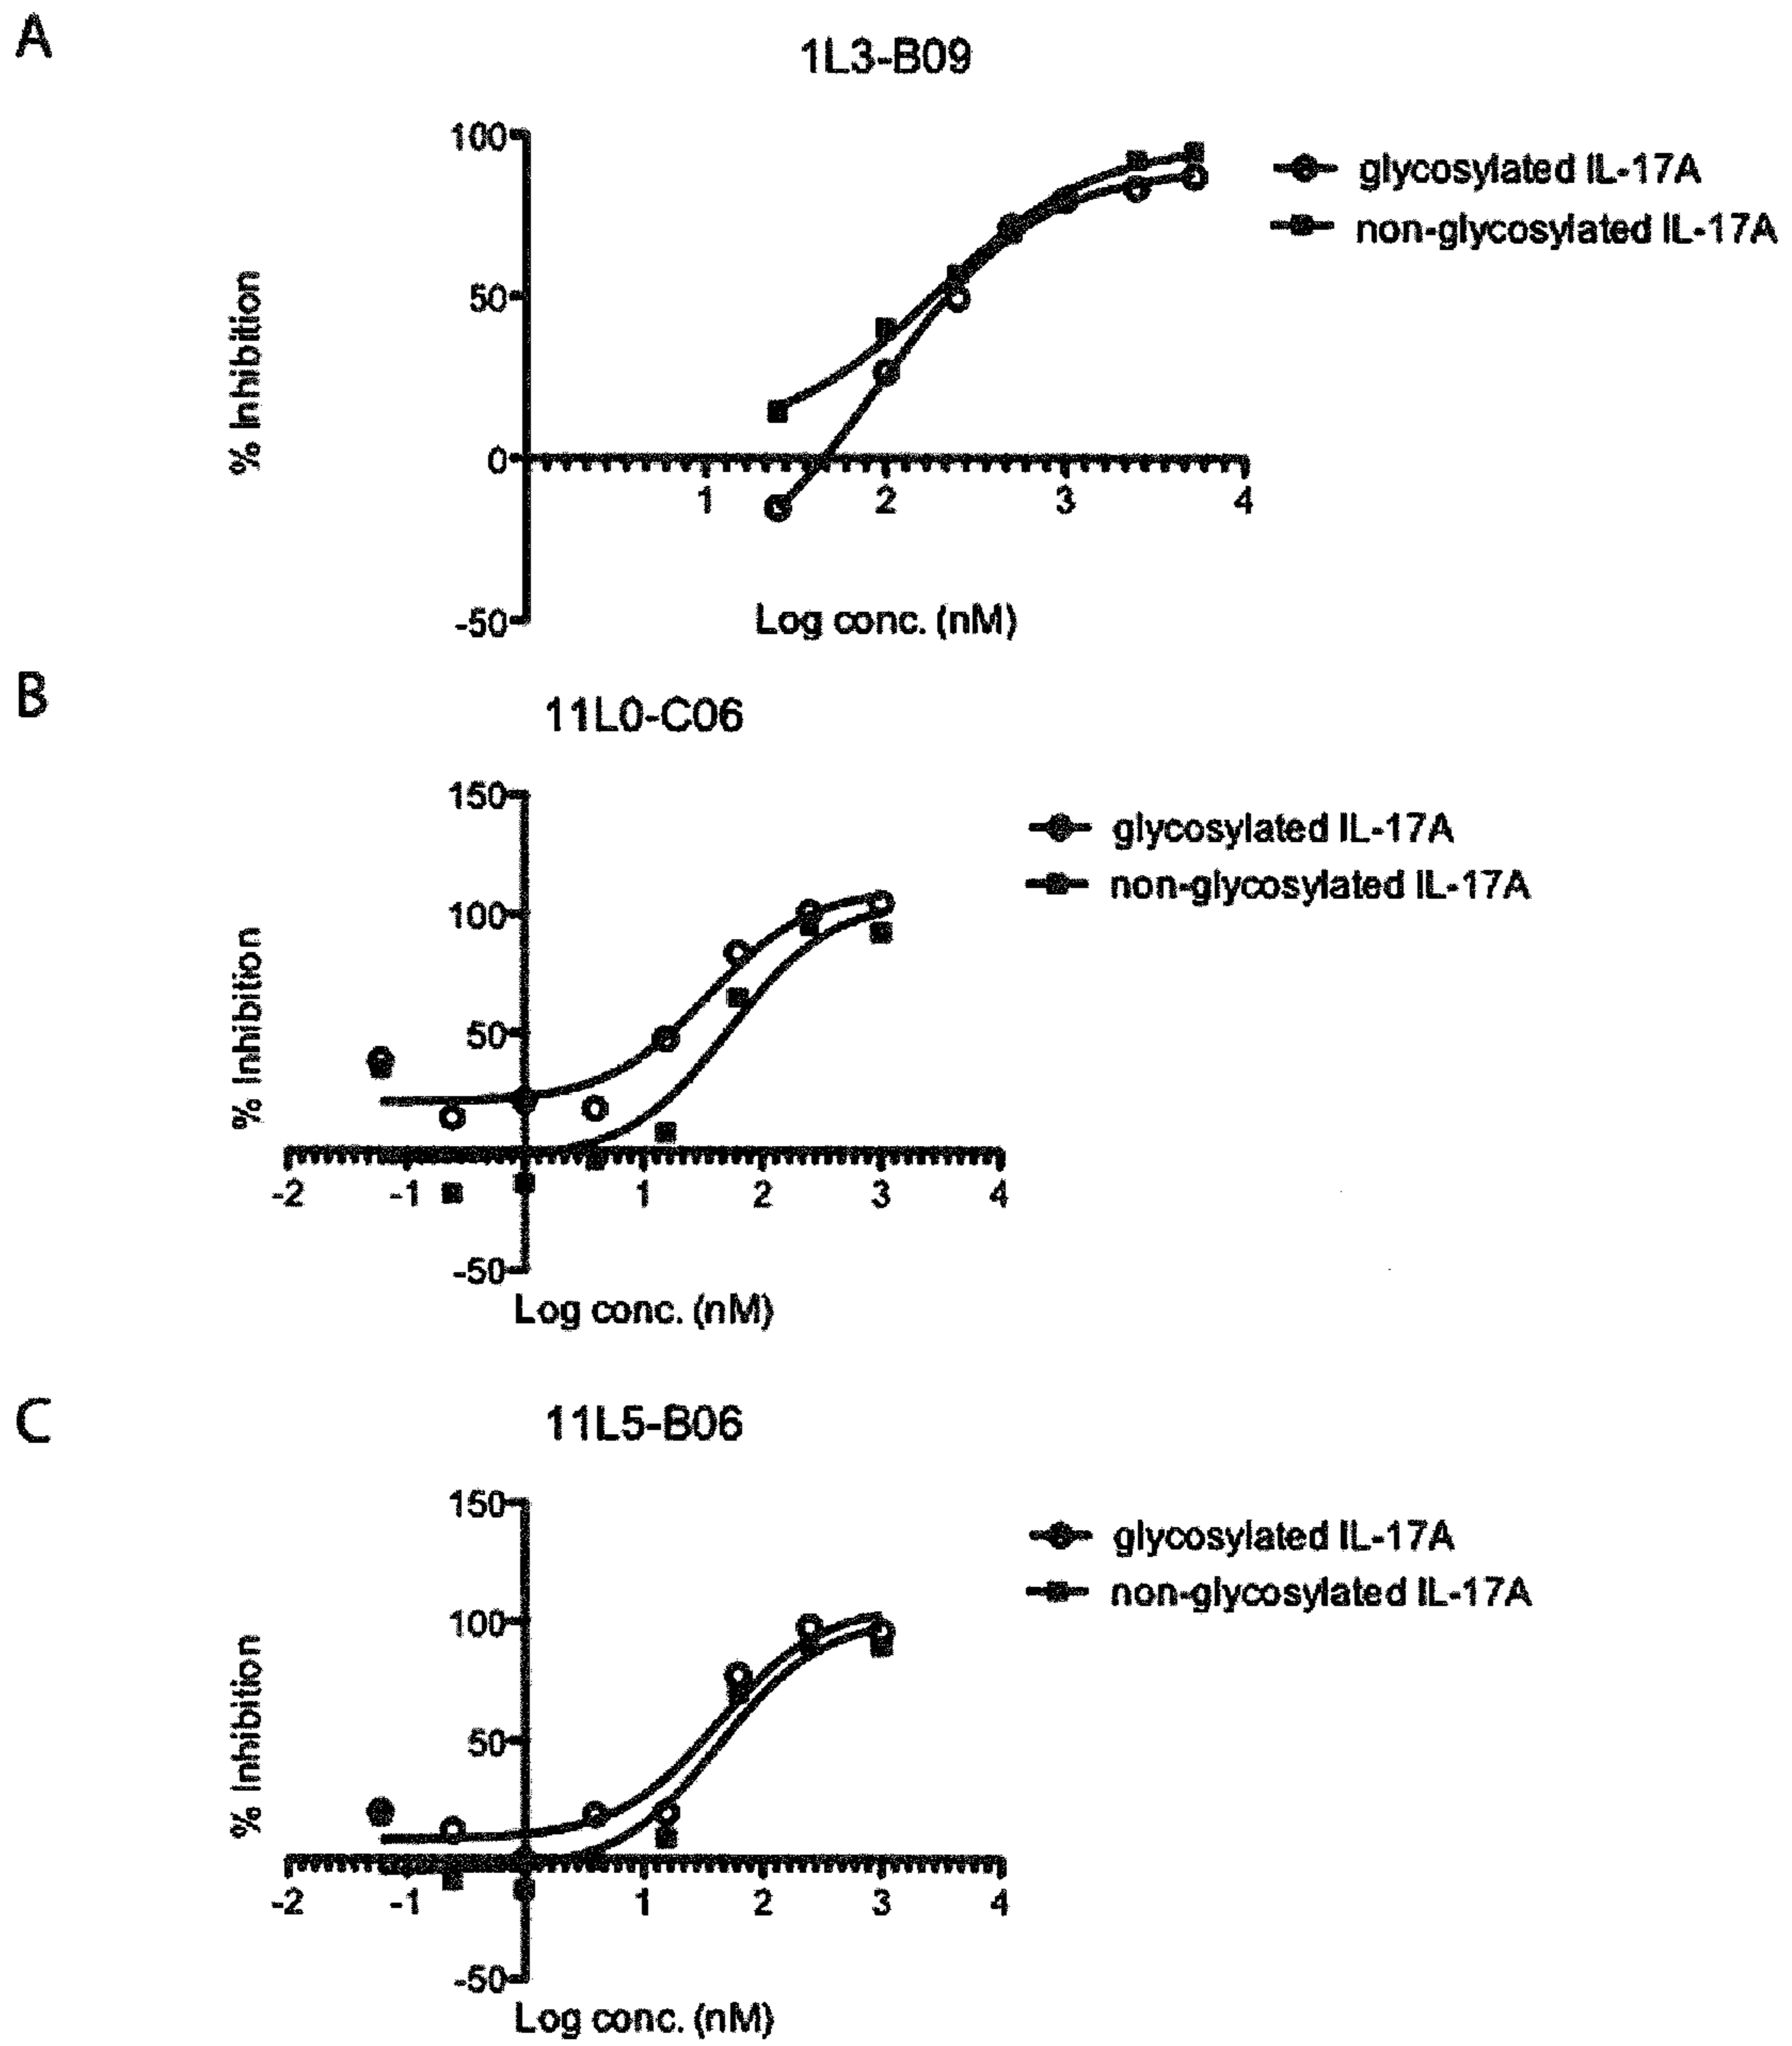 A
1L3-B09
100
50
0
-50
% Inhibition
1 2 3 4
Log conc. (nM)
glycosylated IL-17A
non-glycosylated IL-17A
B
11L0-C06
150
100
50
-50
% Inhibition
-2 -1 0 1 2 3 4
Log conc. (nM)
glycosylated IL-17A
non-glycosylated IL-17A
C
11L5-B06
150
100
50
-50
% Inhibition
-2 -1 0 1 2 3 4
Log conc. (nM)
glycosylated IL-17A
non-glycosylated IL-17A